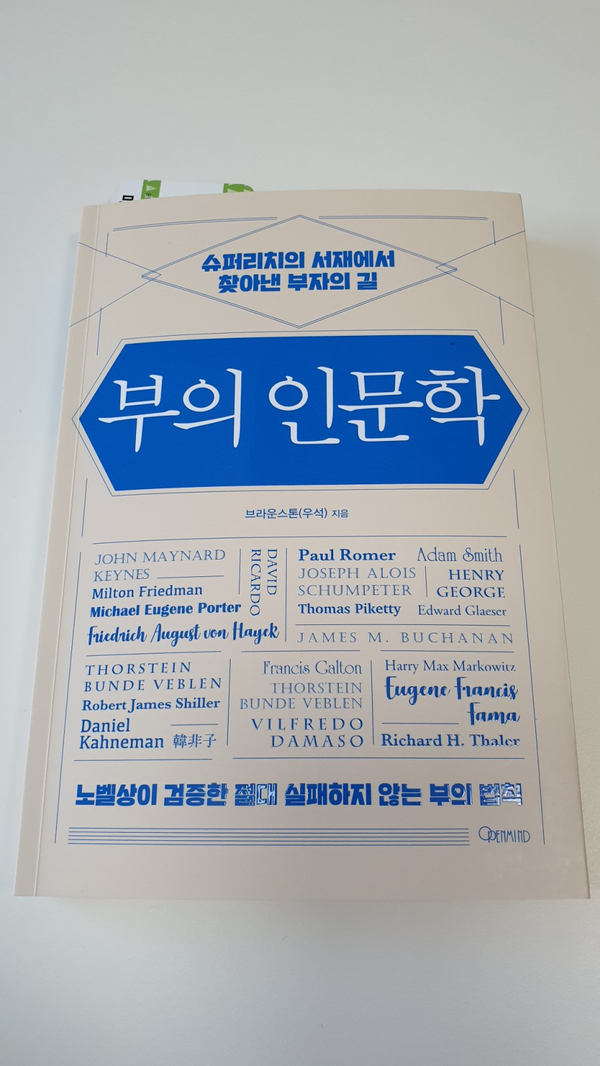 슈퍼리치의 서재에서
찾아낸 부자의 길
부의 인문학
브라운스톤(우석) 지음
JOHN MAYNARD
KEYNES
Milton Friedman
Michael Eugene Porter
Friedrich August von Hayek
DAVID
RICARDO
Paul Romer
Adam Smith
JOSEPH ALOIS
SCHUMPETER
HENRY
GEORGE
Thomas Piketty
Edward Glaeser
JAMES M. BUCHANAN
THORSTEIN
BUNDE VEBLEN
Robert James Shiller
Daniel
Kahneman
韓非子
Francis Galton
THORSTEIN
BUNDE VEBLEN
VILFREDO
DAMASO
Harry Max Markowitz
Eugene Francis
Fama
Richard H. Thaler
노벨상이 검증한 절대 실패하지 않는 부의 법칙
OPENMIND